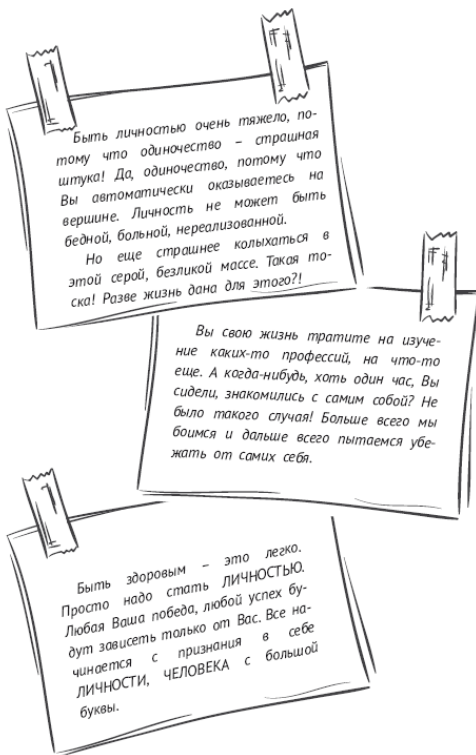 Быть личностью очень тяжело, по-
тому что одиночество – страшная
штука! Да, одиночество, потому что
Вы автоматически оказываетесь на
вершине. Личность не может быть
бедной, больной, нереализованной.
Но еще страшнее колыхаться в
этой серой, безликой массе. Такая то-
ска! Разве жизнь дана для этого?!
Вы свою жизнь тратите на изуче-
ние каких-то профессий, на что-то
еще. А когда-нибудь, хоть один час, Вы
сидели, знакомились с самим собой? Не
было такого случая! Больше всего мы
боимся и дальше всего пытаемся убе-
жать от самих себя.
Быть здоровым – это легко.
Просто надо стать ЛИЧНОСТЬЮ.
Любая Ваша победа, любой успех бу-
дут зависеть только от Вас. Все на-
чинается с признания в себе
ЛИЧНОСТИ, ЧЕЛОВЕКА с большой
буквы.